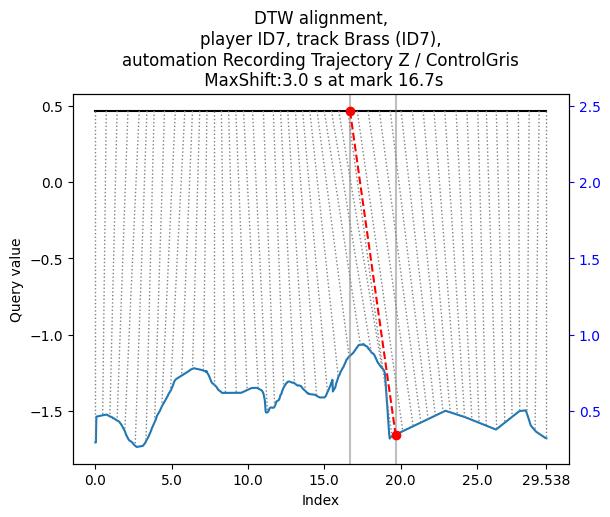 DTW alignment,
player ID7, track Brass (ID7),
automation Recording Trajectory Z / ControlGris
MaxShift:3.0 s at mark 16.7s
0.5
0.0
−0.5
−1.0
−1.5
Query value
2.5
2.0
1.5
1.0
0.5
0.0 5.0 10.0 15.0 20.0 25.0 29.538
Index